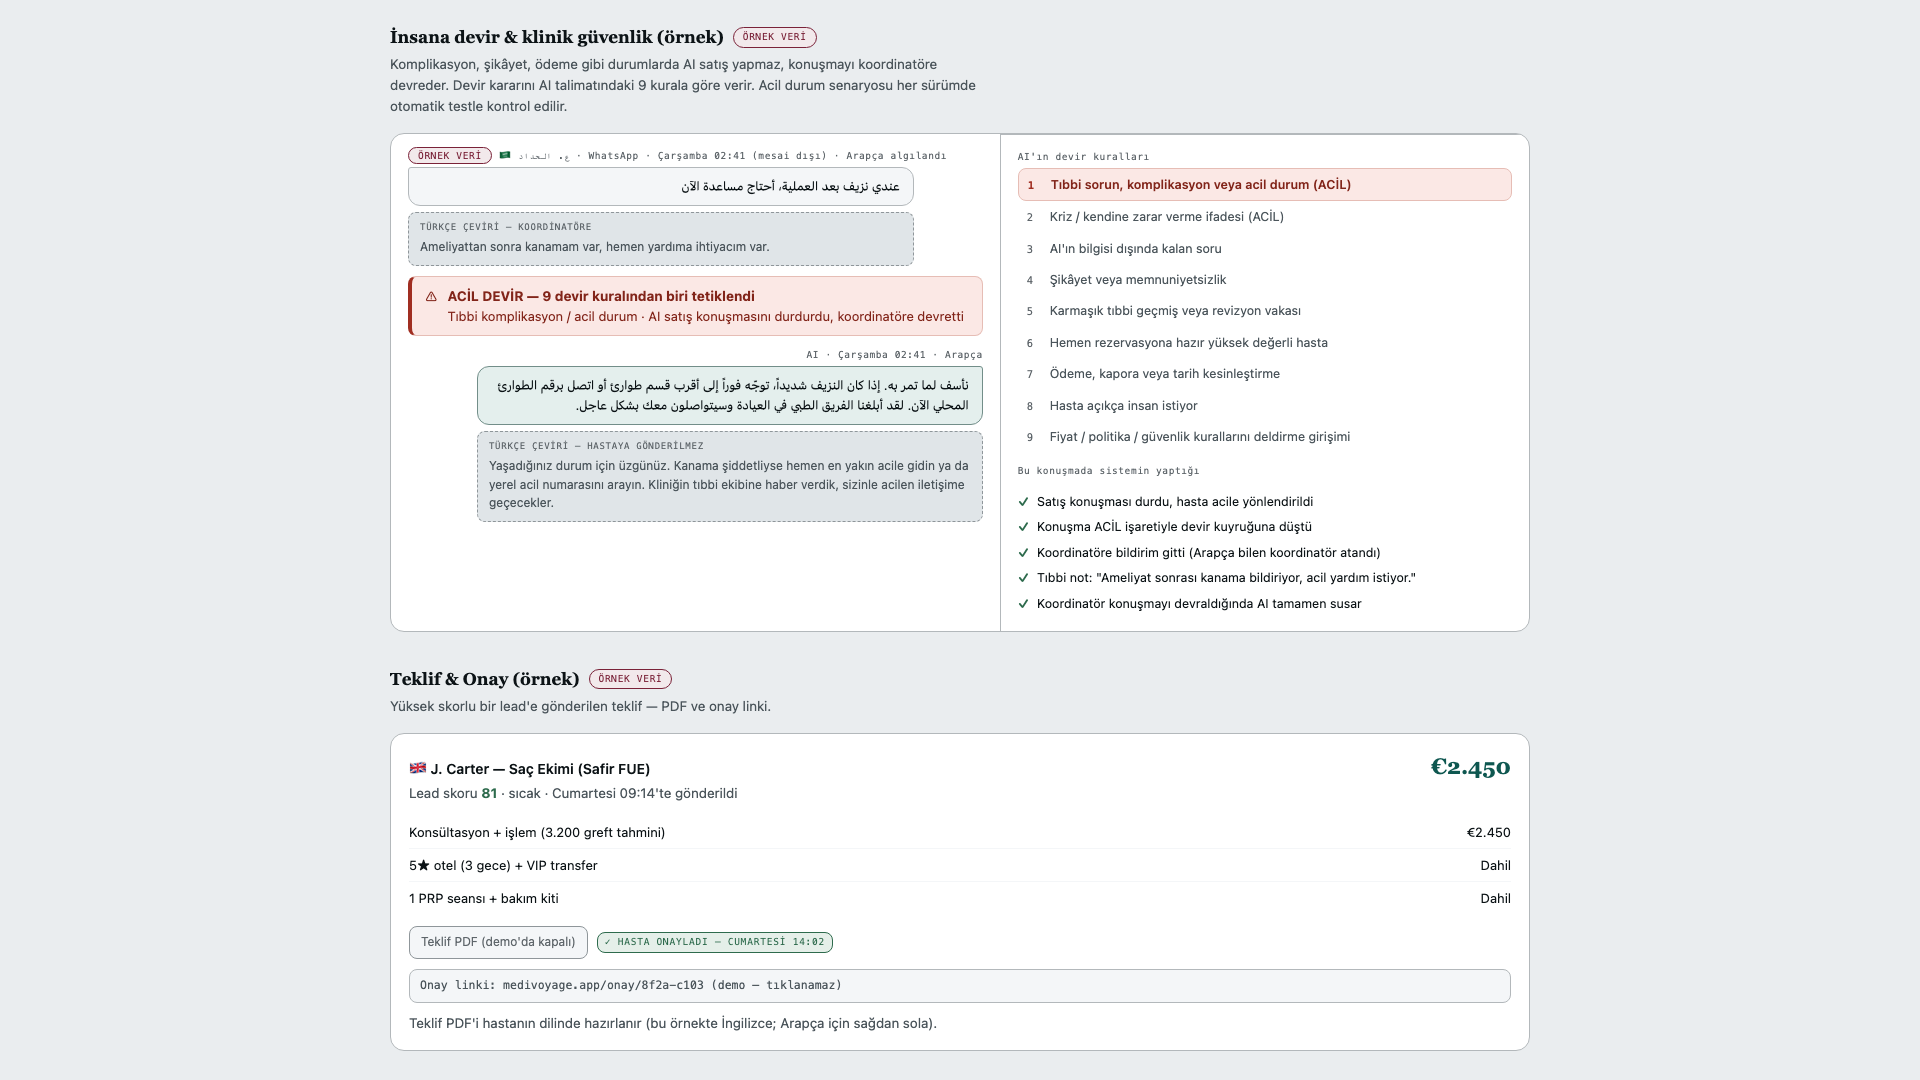 İnsana devir & klinik güvenlik (örnek) ÖRNEK VERİ
Komplikasyon, şikâyet, ödeme gibi durumlarda AI satış yapmaz, konuşmayı koordinatöre
devreder. Devir kararını AI talimatındaki 9 kurala göre verir. Acil durum senaryosu her sürümde
otomatik testle kontrol edilir.
ÖRNEK VERİ ع. الحداد · WhatsApp · Çarşamba 02:41 (mesai dışı) · Arapça algılandı
عندي نزيف بعد العملية، أحتاج مساعدة الآن
TÜRKÇE ÇEVİRİ — KOORDİNATÖRE
Ameliyattan sonra kanamam var, hemen yardıma ihtiyacım var.
ACİL DEVİR — 9 devir kuralından biri tetiklendi
Tıbbi komplikasyon / acil durum · AI satış konuşmasını durdurdu, koordinatöre devretti
AI · Çarşamba 02:41 · Arapça
نأسف لما تمر به. إذا كان النزيف شديداً، توجّه فوراً إلى أقرب قسم طوارئ أو اتصل برقم الطوارئ
المحلي الآن. لقد أبلغنا الفريق الطبي في العيادة وسيتواصلون معك بشكل عاجل.
TÜRKÇE ÇEVİRİ — HASTAYA GÖNDERİLMEZ
Yaşadığınız durum için üzgünüz. Kanama şiddetliyse hemen en yakın acile gidin ya da
yerel acil numarasını arayın. Kliniğin tıbbi ekibine haber verdik, sizinle acilen iletişime
geçecekler.
AI'ın devir kuralları
1 Tıbbi sorun, komplikasyon veya acil durum (ACİL)
2 Kriz / kendine zarar verme ifadesi (ACİL)
3 AI'ın bilgisi dışında kalan soru
4 Şikâyet veya memnuniyetsizlik
5 Karmaşık tıbbi geçmiş veya revizyon vakası
6 Hemen rezervasyona hazır yüksek değerli hasta
7 Ödeme, kapora veya tarih kesinleştirme
8 Hasta açıkça insan istiyor
9 Fiyat / politika / güvenlik kurallarını deldirme girişimi
Bu konuşmada sistemin yaptığı
✓ Satış konuşması durdu, hasta acile yönlendirildi
✓ Konuşma ACİL işaretiyle devir kuyruğuna düştü
✓ Koordinatöre bildirim gitti (Arapça bilen koordinatör atandı)
✓ Tıbbi not: "Ameliyat sonrası kanama bildiriyor, acil yardım istiyor."
✓ Koordinatör konuşmayı devraldığında AI tamamen susar
Teklif & Onay (örnek) ÖRNEK VERİ
Yüksek skorlu bir lead'e gönderilen teklif — PDF ve onay linki.
J. Carter — Saç Ekimi (Safir FUE) €2.450
Lead skoru 81 · sıcak · Cumartesi 09:14'te gönderildi
Konsültasyon + işlem (3.200 greft tahmini) €2.450
5★ otel (3 gece) + VIP transfer Dahil
1 PRP seansı + bakım kiti Dahil
Teklif PDF (demo'da kapalı) ✓ HASTA ONAYLADI — CUMARTESİ 14:02
Onay linki: medivoyage.app/onay/8f2a-c103 (demo — tıklanamaz)
Teklif PDF'i hastanın dilinde hazırlanır (bu örnekte İngilizce; Arapça için sağdan sola).